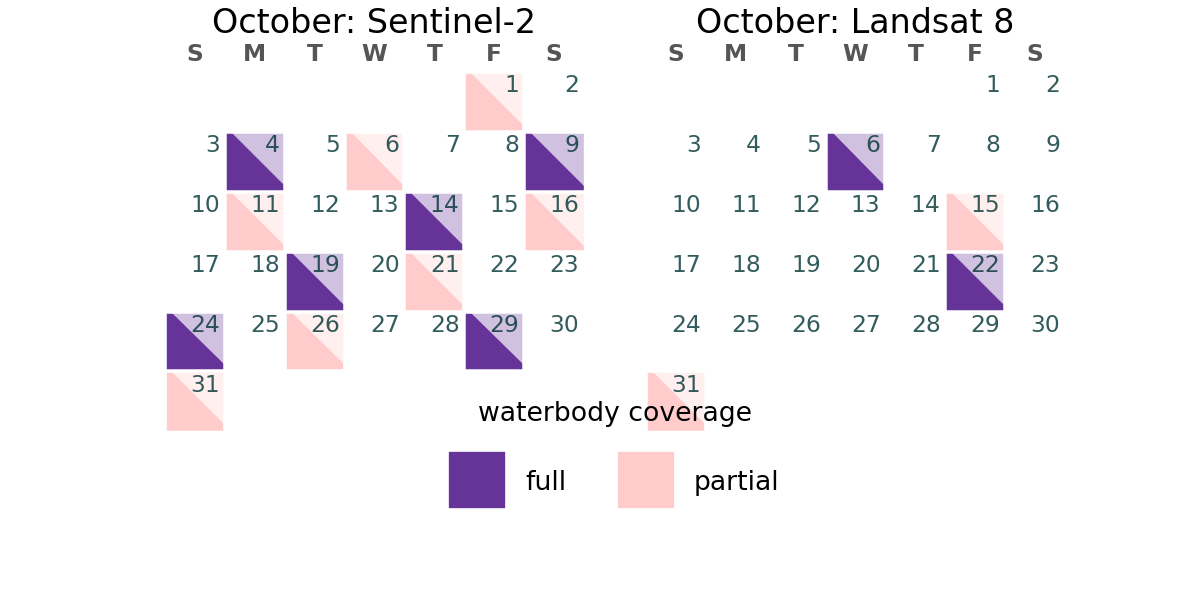 October: Sentinel-2
S M T W T F S
1 2
3 4 5 6 7 8 9
10 11 12 13 14 15 16
17 18 19 20 21 22 23
24 25 26 27 28 29 30
31
October: Landsat 8
S M T W T F S
1 2
3 4 5 6 7 8 9
10 11 12 13 14 15 16
17 18 19 20 21 22 23
24 25 26 27 28 29 30
31
waterbody coverage
full partial